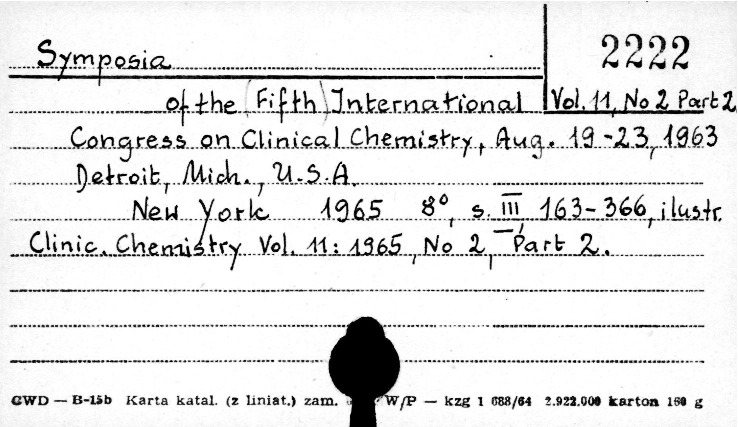 Symposia 2222
of the (Fifth) International Vol. 11, No 2 Part 2
Congress on Clinical Chemistry, Aug. 19-23, 1963
Detroit, Mich., U.S.A.
New York 1965 8°, s. III, 163-366, ilustr.
Clinic. Chemistry Vol. 11: 1965, No 2, Part 2.
GWD — B-15b Karta katal. (z liniat.) zam. W/P — kzg 1 688/64 2.922.000 karton 160 g